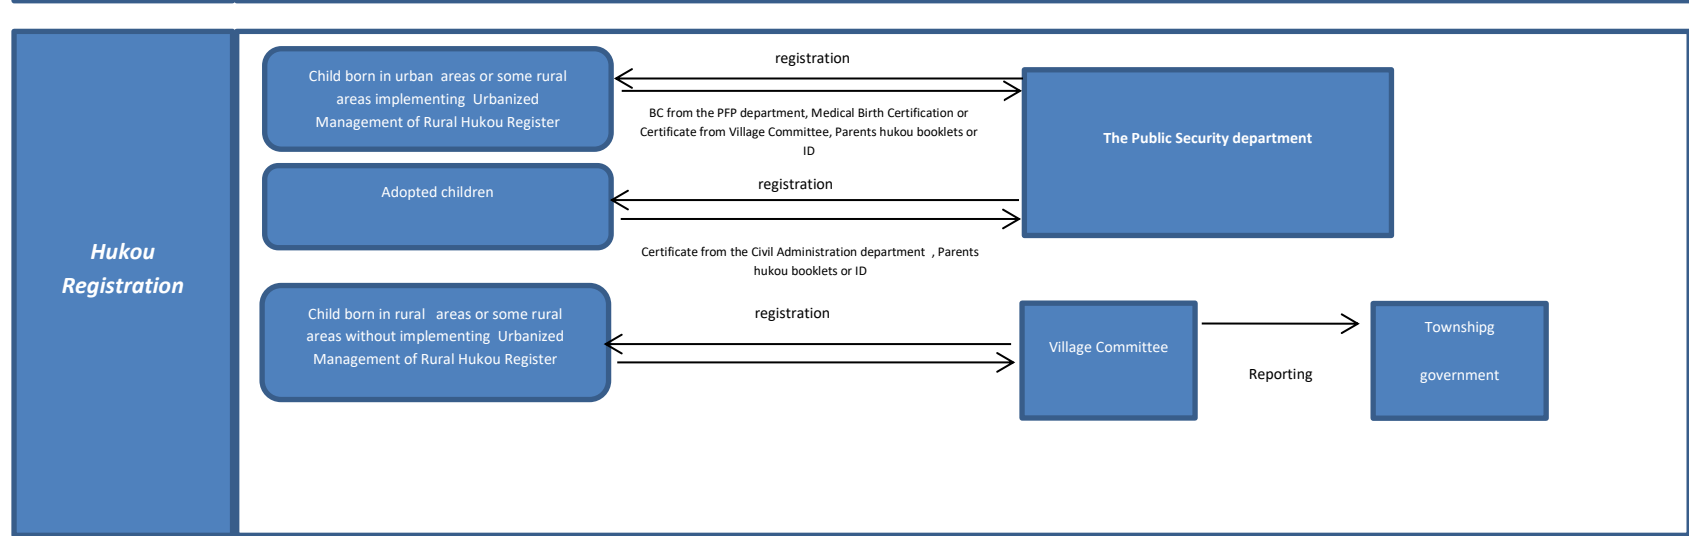 Hukou
Registration
Child born in urban areas or some rural
areas implementing Urbanized
Management of Rural Hukou Register
registration
BC from the PFP department, Medical Birth Certification or
Certificate from Village Committee, Parents hukou booklets or
ID
The Public Security department
Adopted children
registration
Certificate from the Civil Administration department , Parents
hukou booklets or ID
Child born in rural areas or some rural
areas without implementing Urbanized
Management of Rural Hukou Register
registration
Village Committee
Reporting
Townshipg
government